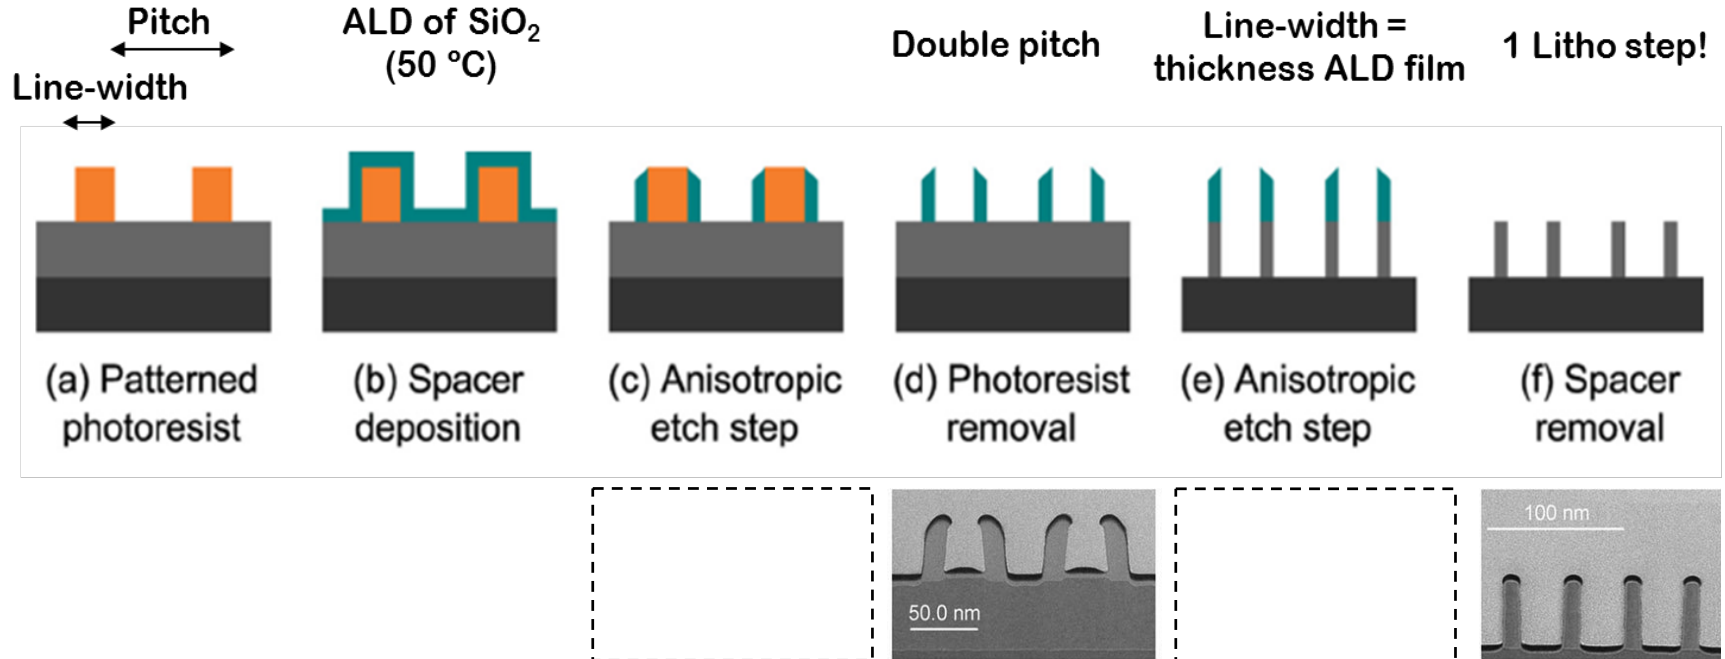 Pitch
Line-width
ALD of SiO₂
(50 °C)
Double pitch
Line-width =
thickness ALD film
1 Litho step!
(a) Patterned
photoresist
(b) Spacer
deposition
(c) Anisotropic
etch step
(d) Photoresist
removal
(e) Anisotropic
etch step
(f) Spacer
removal
50.0 nm
100 nm